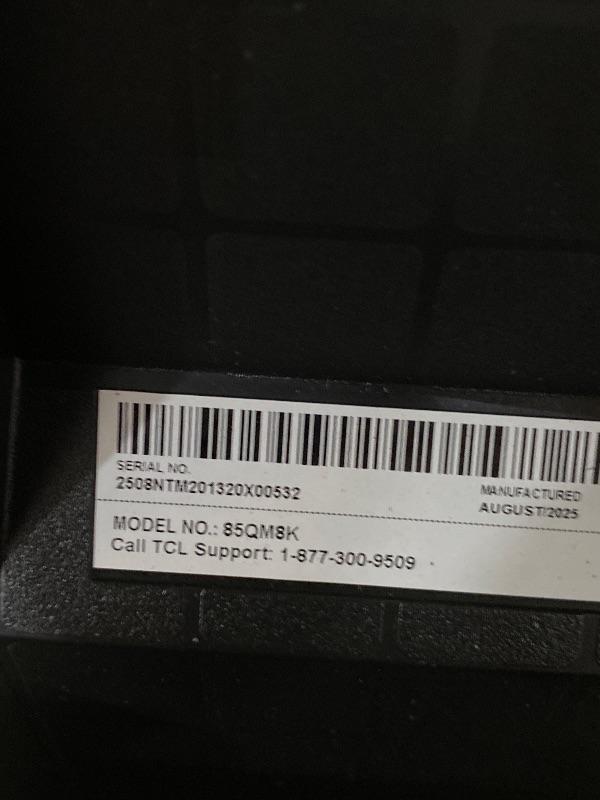 SERIAL NO.
2508NTM201320X00532
MANUFACTURED
AUGUST/2025
MODEL NO.: 85QM8K
Call TCL Support: 1-877-300-9509